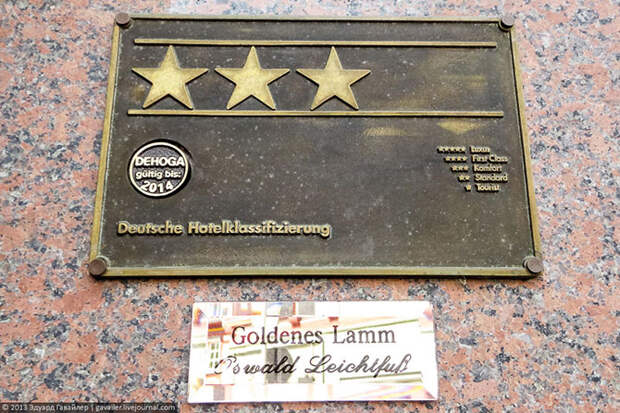 DEHOGA
gültig bis:
2014
***** Luxus
**** First Class
*** Komfort
** Standard
* Tourist
Deutsche Hotelklassifizierung
Goldenes Lamm
Oswald Leichtfuß
© 2013 Эдуард Гавайлер | gavailer.livejournal.com